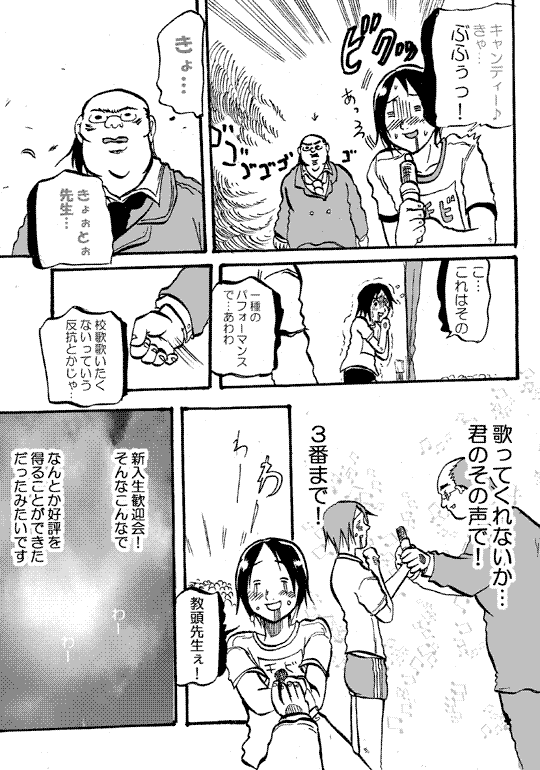 キャンディー♪
きゃ…
ぶふぅっ！
ビクッ
あっろ
ゴゴゴゴゴゴ
ゴゴ
チビ
きょ…
きょぉとぉ
先生…
こ…
これはその
一種の
パフォーマンス
で…あわわ
校歌歌いたく
ないっていう
反抗とかじゃ…
歌ってくれないか…
君のその声で！
３番まで！
わー
わー
教頭先生ぇ！
新入生歓迎会！
そんなこんなで
なんとか好評を
得ることができた
だったみたいです
わー
わー